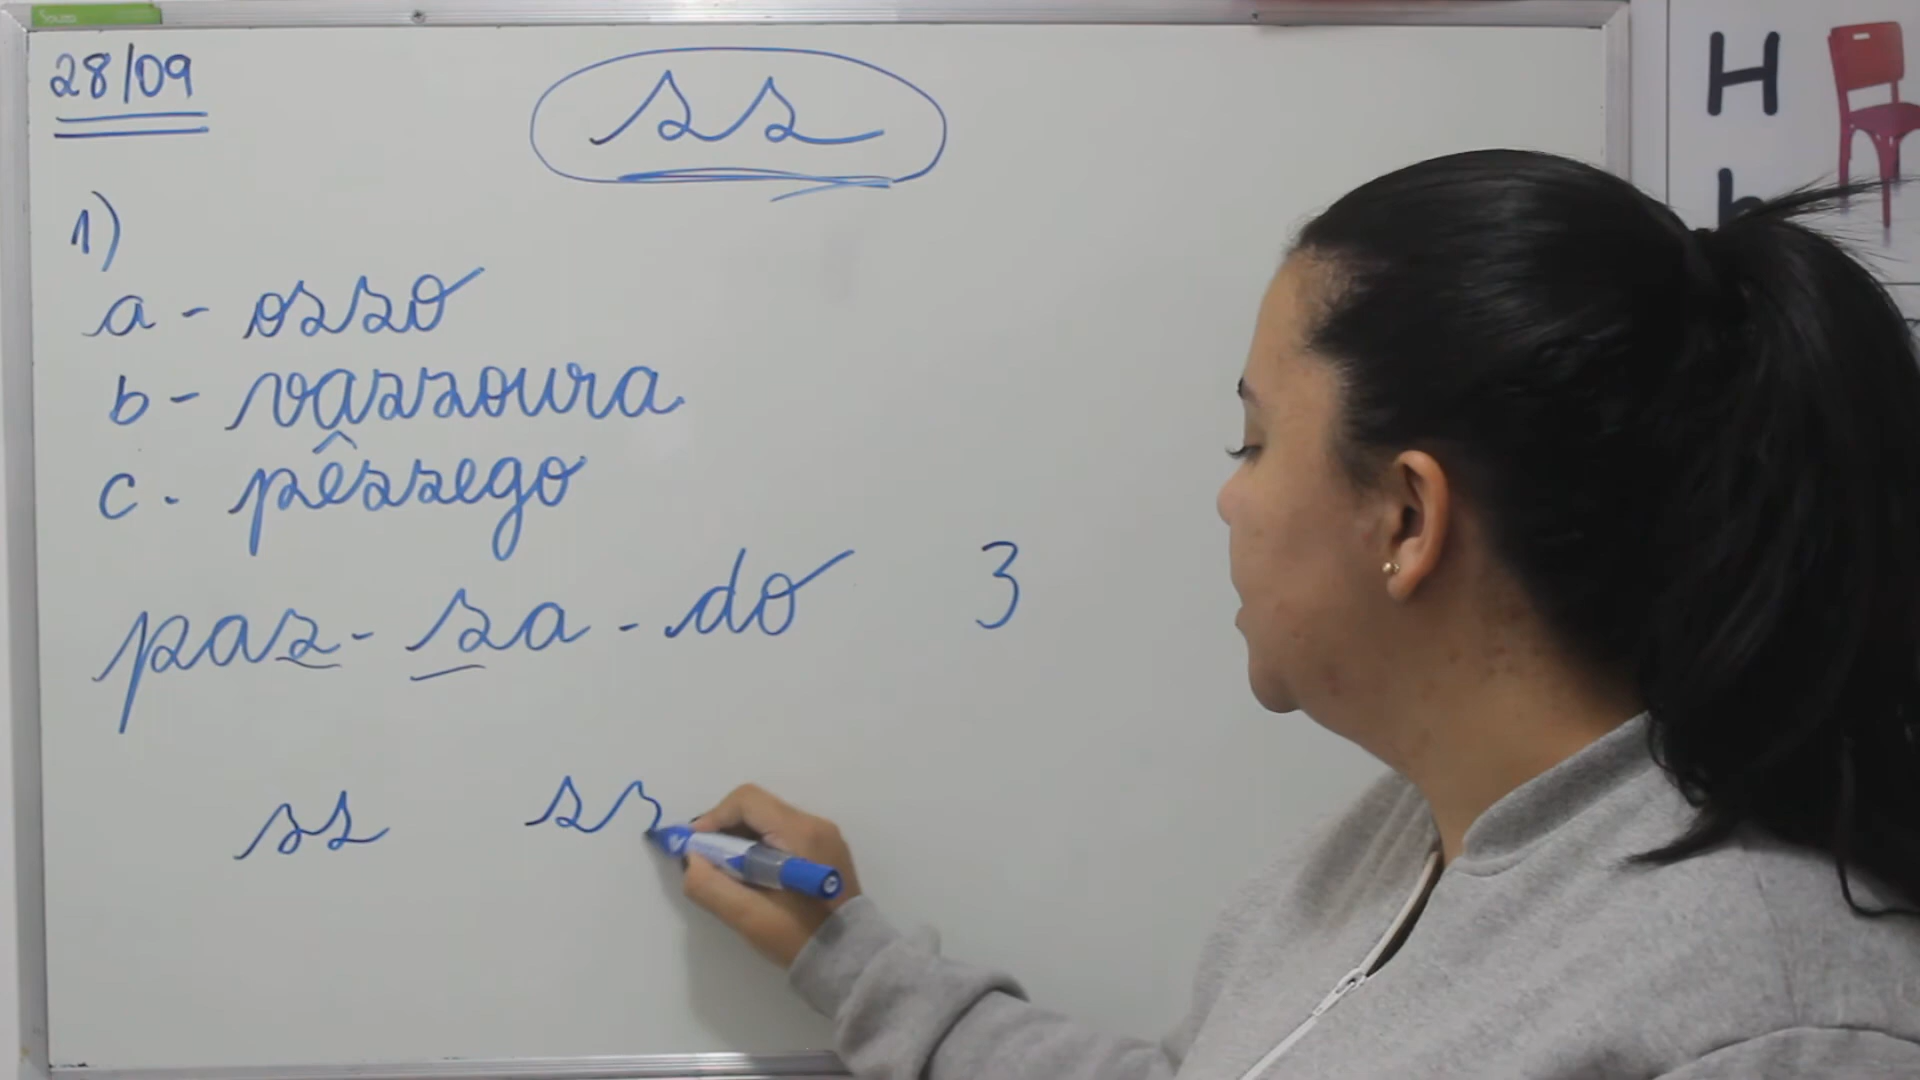 28/09
ss
1)
a - osso
b - vassoura
c - pêssego
pas - sa - do 3
ss ss
H
h